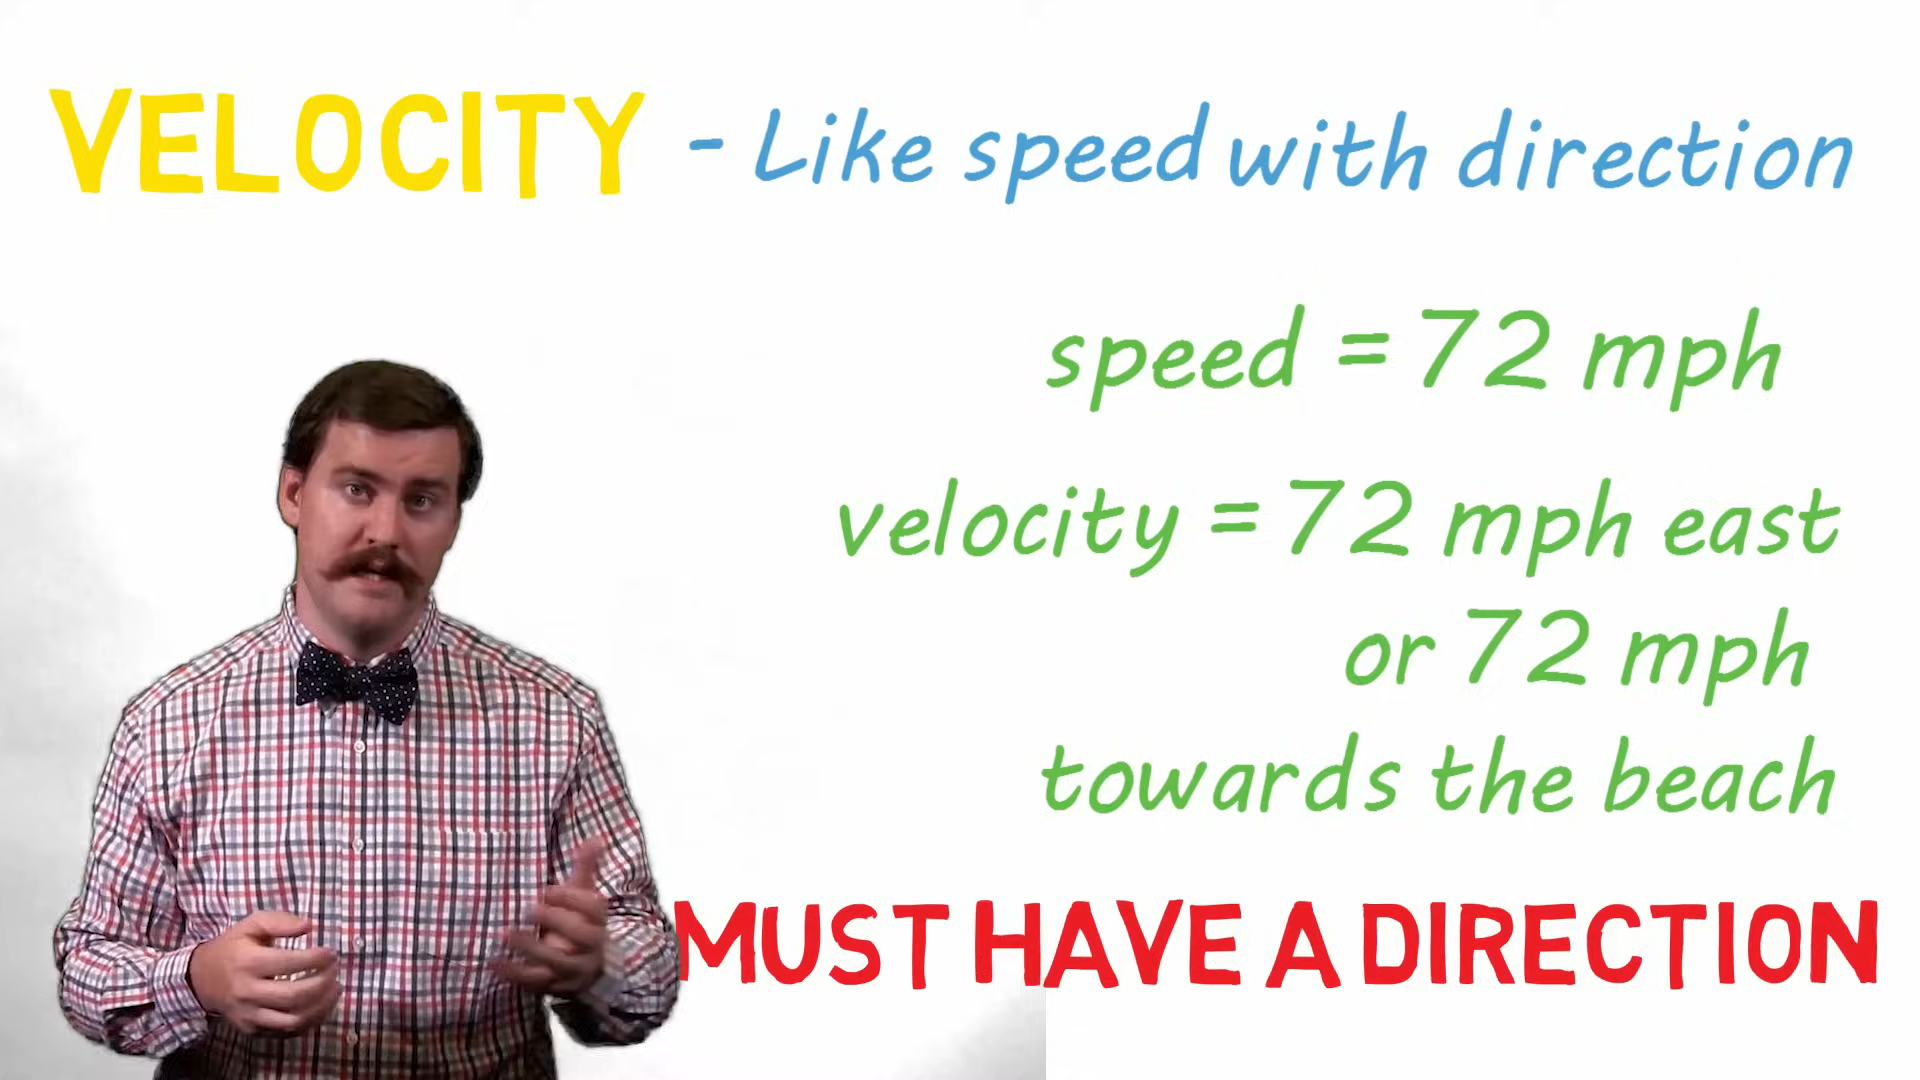 VELOCITY - Like speed with direction
speed = 72 mph
velocity = 72 mph east
or 72 mph
towards the beach
MUST HAVE A DIRECTION